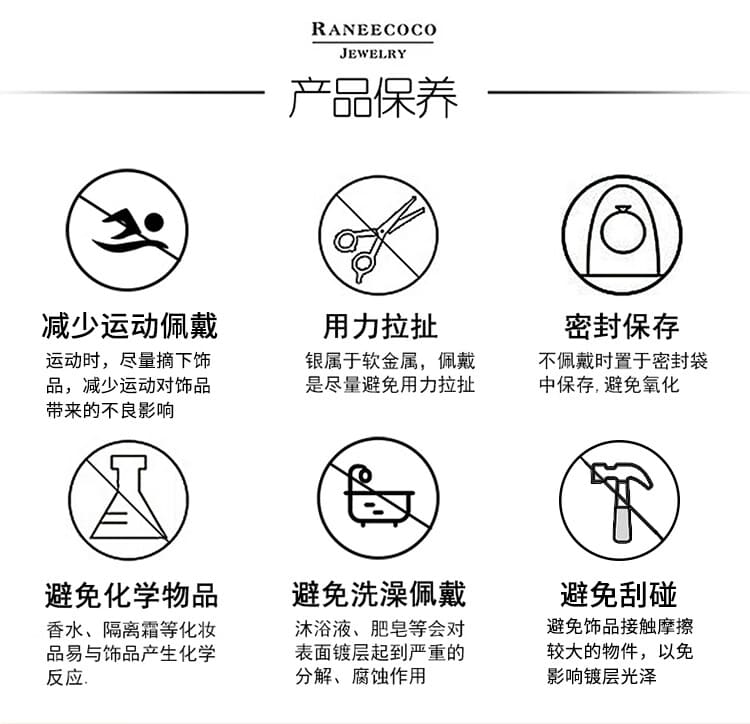 RANEECOCO
JEWELRY
产品保养
减少运动佩戴
运动时，尽量摘下饰
品，减少运动对饰品
带来的不良影响
用力拉扯
银属于软金属，佩戴
是尽量避免用力拉扯
密封保存
不佩戴时置于密封袋
中保存,避免氧化
避免化学物品
香水、隔离霜等化妆
品易与饰品产生化学
反应.
避免洗澡佩戴
沐浴液、肥皂等会对
表面镀层起到严重的
分解、腐蚀作用
避免刮碰
避免饰品接触摩擦
较大的物件，以免
影响镀层光泽